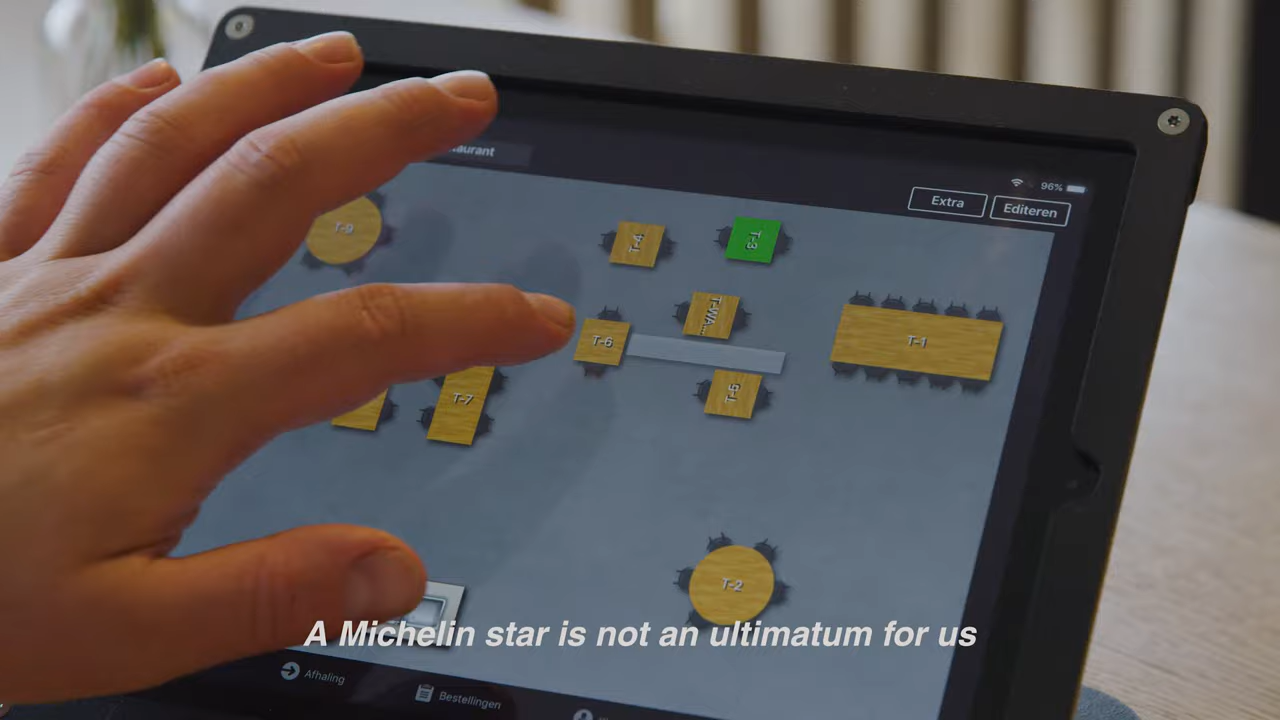 Extra
Editeren
96%
T-9
T-4
T-3
T-6
T-1
T-7
T-5
T-2
A Michelin star is not an ultimatum for us
Afhaling
Bestellingen